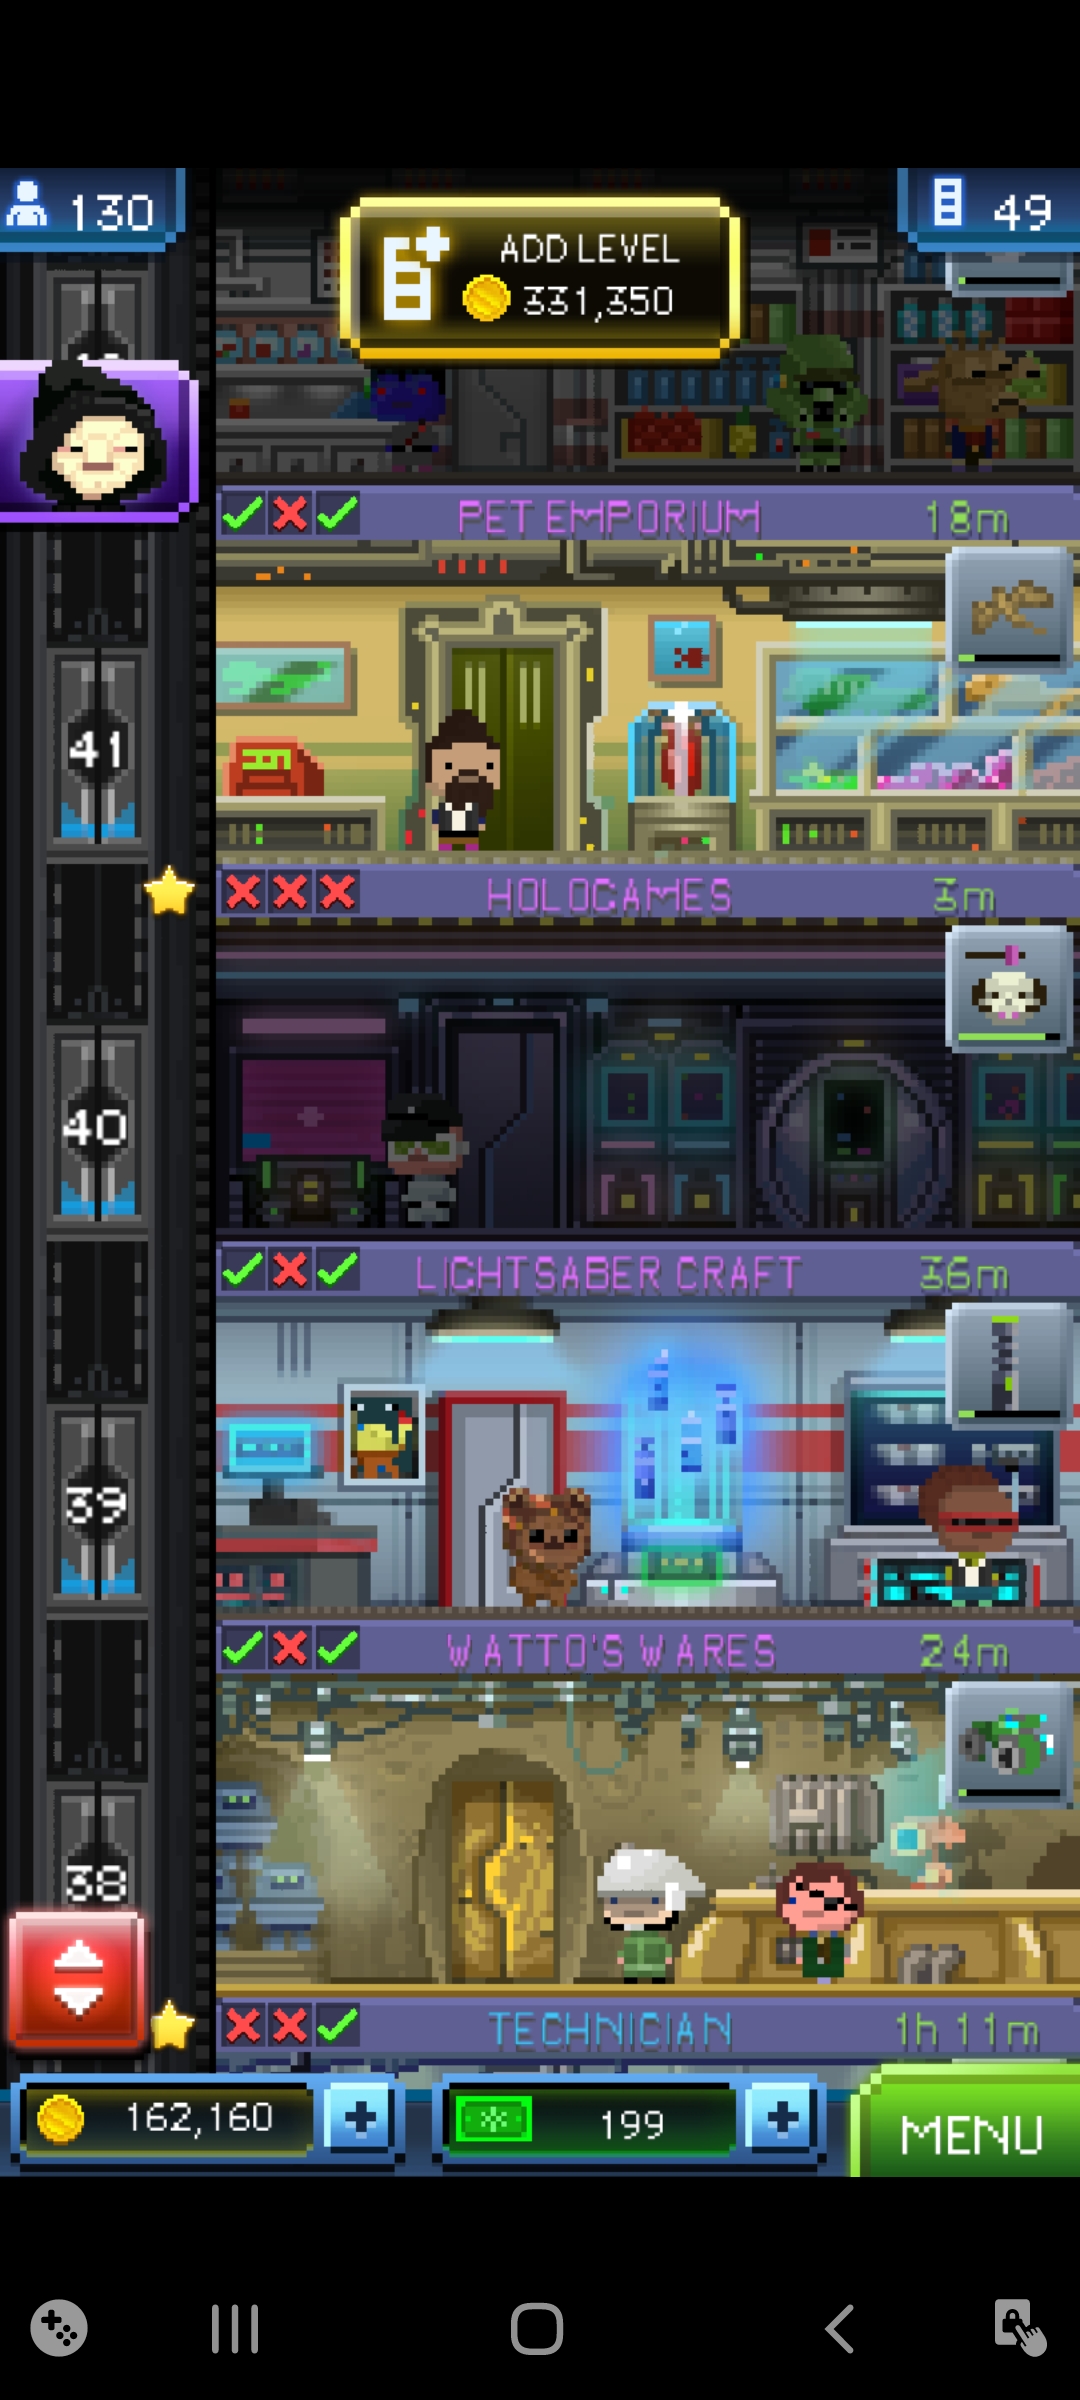 130
ADD LEVEL
331,350
49
PET EMPORIUM 18m
41
HOLOGAMES 3m
40
LIGHTSABER CRAFT 36m
39
WATTO'S WARES 24m
38
TECHNICIAN 1h 11m
162,160
199
MENU